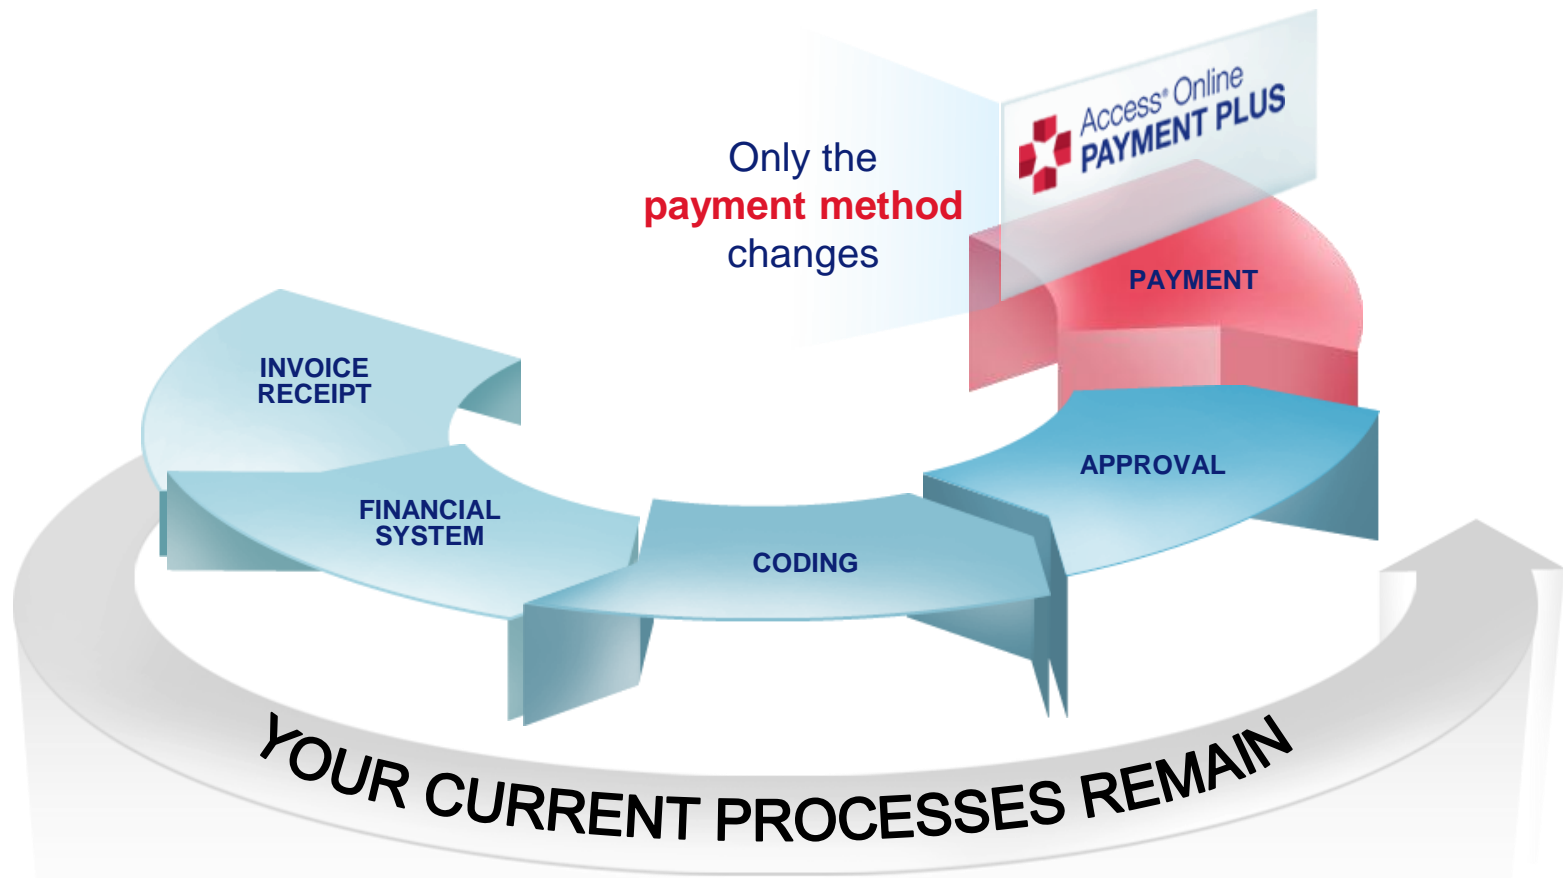 Access® Online
PAYMENT PLUS
Only the
payment method
changes
PAYMENT
INVOICE
RECEIPT
FINANCIAL
SYSTEM
CODING
APPROVAL
YOUR CURRENT PROCESSES REMAIN